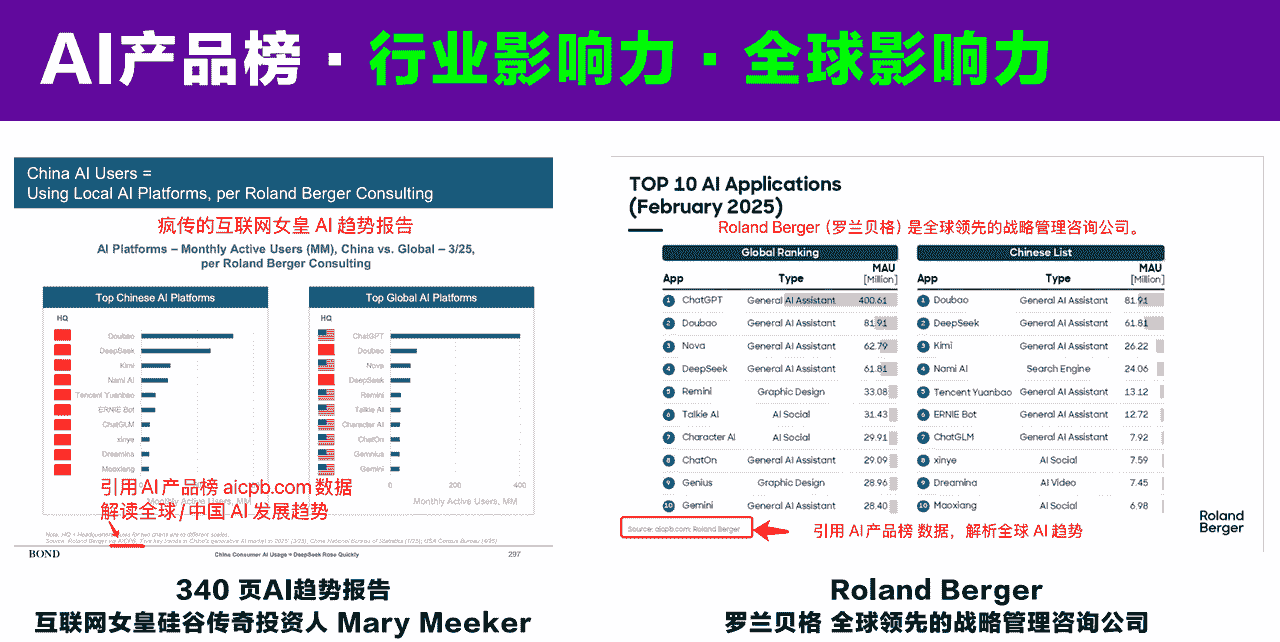 AI产品榜 · 行业影响力 · 全球影响力
China AI Users =
Using Local AI Platforms, per Roland Berger Consulting
疯传的互联网女皇 AI 趋势报告
AI Platforms – Monthly Active Users (MM), China vs. Global – 3/25,
per Roland Berger Consulting
Top Chinese AI Platforms
HQ
Doubao
DeepSeek
Kimi
Nami AI
Tencent Yuanbao
ERNIE Bot
ChatGLM
xinye
Dreamina
Maoxiang
0
Monthly Active Users, MM
Top Global AI Platforms
HQ
ChatGPT
Doubao
Nova
DeepSeek
Remini
Talkie AI
Character AI
ChatOn
Gemnius
Gemini
0 200 400
Monthly Active Users, MM
引用 AI 产品榜 aicpb.com 数据
解读全球/中国 AI 发展趋势
BOND
China Consumer AI Usage = DeepSeek Rose Quickly
297
340 页AI趋势报告
互联网女皇硅谷传奇投资人 Mary Meeker
TOP 10 AI Applications
(February 2025)
Roland Berger (罗兰贝格) 是全球领先的战略管理咨询公司。
Global Ranking
App Type MAU [Million]
1 ChatGPT General AI Assistant 400.61
2 Doubao General AI Assistant 81.91
3 Nova General AI Assistant 62.79
4 DeepSeek General AI Assistant 61.81
5 Remini Graphic Design 33.08
6 Talkie AI AI Social 31.43
7 Character AI AI Social 29.91
8 ChatOn General AI Assistant 29.09
9 Genius Graphic Design 28.96
10 Gemini General AI Assistant 28.40
Chinese List
App Type MAU [Million]
1 Doubao General AI Assistant 81.91
2 DeepSeek General AI Assistant 61.81
3 Kimi General AI Assistant 26.22
4 Nami AI Search Engine 24.06
5 Tencent Yuanbao General AI Assistant 13.12
6 ERNIE Bot General AI Assistant 12.72
7 ChatGLM General AI Assistant 7.92
8 xinye AI Social 7.59
9 Dreamina AI Video 7.45
10 Maoxiang AI Social 6.98
Source: aicpb.com; Roland Berger
引用 AI 产品榜 数据，解析全球 AI 趋势
Roland
Berger
Roland Berger
罗兰贝格 全球领先的战略管理咨询公司